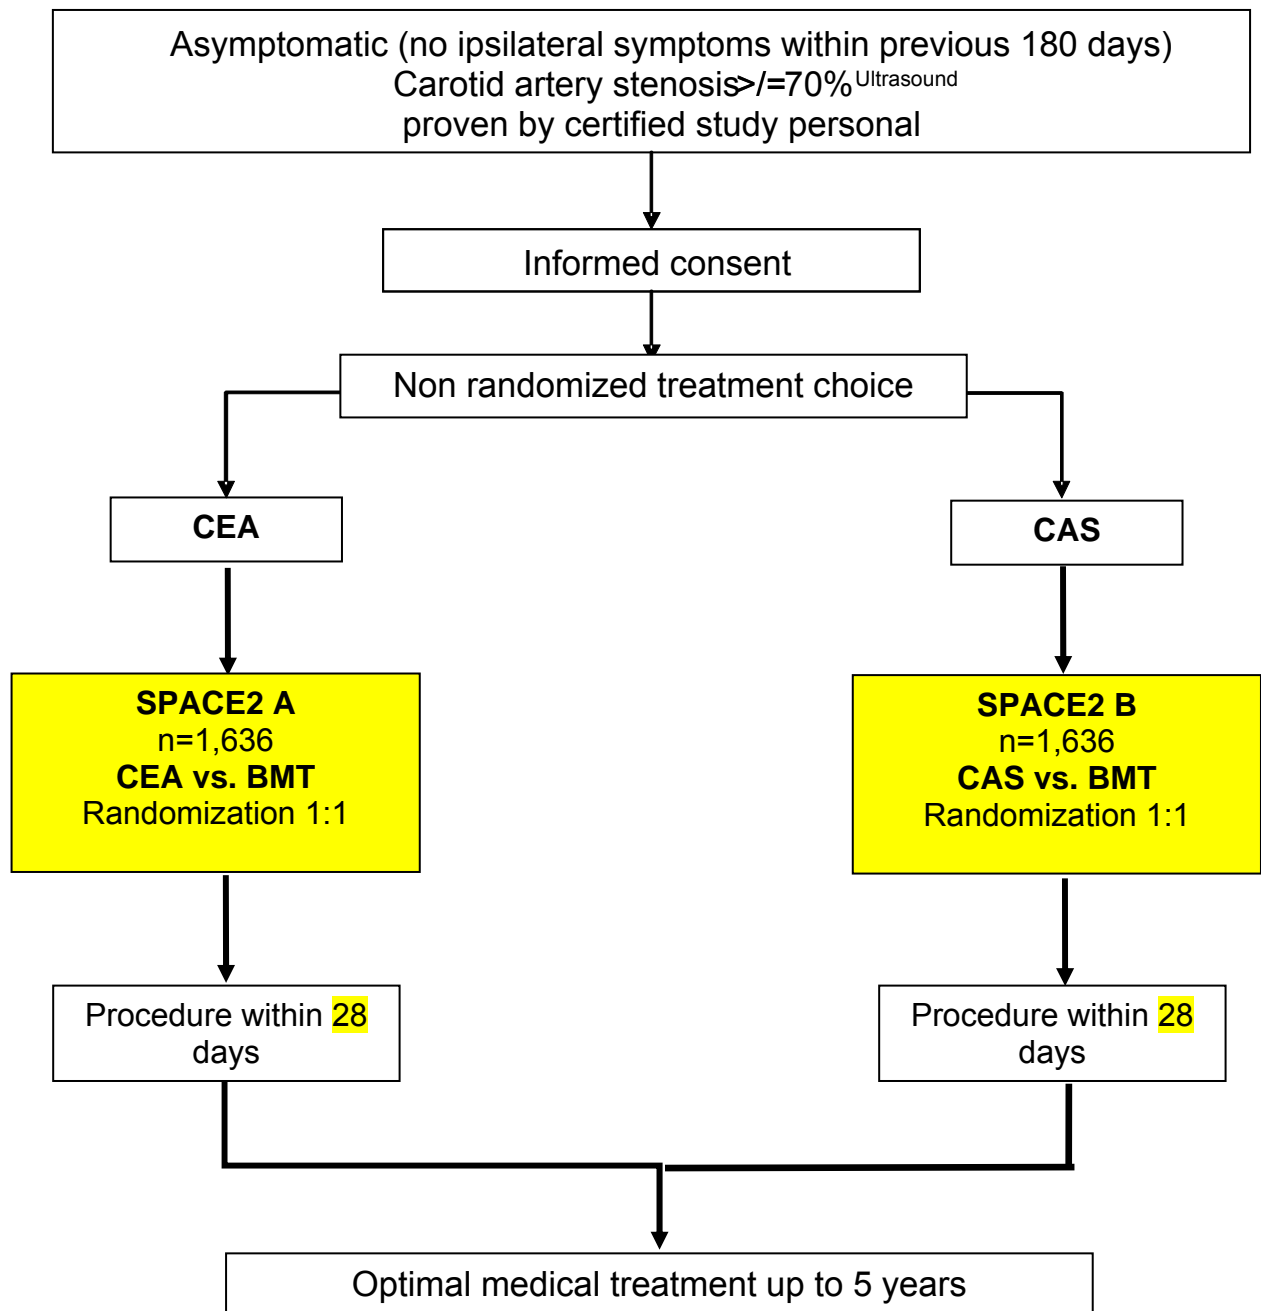 Asymptomatic (no ipsilateral symptoms within previous 180 days)
Carotid artery stenosis>/=70%Ultrasound
proven by certified study personal
Informed consent
Non randomized treatment choice
CEA
CAS
SPACE2 A
n=1,636
CEA vs. BMT
Randomization 1:1
SPACE2 B
n=1,636
CAS vs. BMT
Randomization 1:1
Procedure within 28
days
Procedure within 28
days
Optimal medical treatment up to 5 years